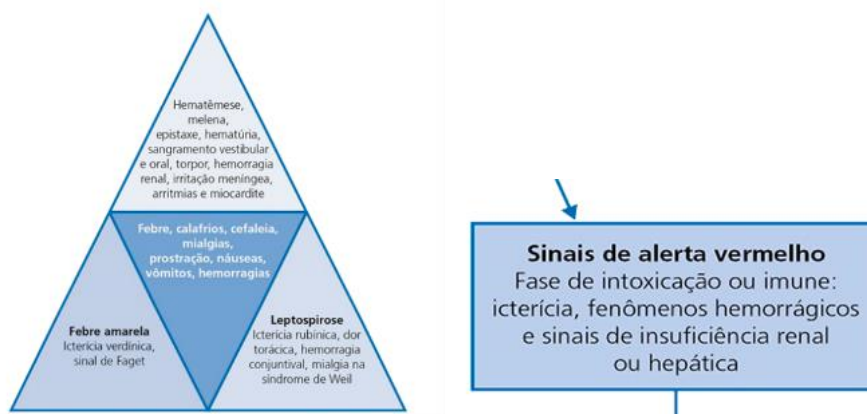 Hematêmese,
melena,
epistaxe, hematúria,
sangramento vestibular
e oral, torpor, hemorragia
renal, irritação meníngea,
arritmias e miocardite
Febre, calafrios, cefaleia,
mialgias,
prostração, náuseas,
vômitos, hemorragias
Febre amarela
Icterícia verdínica,
sinal de Faget
Leptospirose
Icterícia rubínica, dor
torácica, hemorragia
conjuntival, mialgia na
síndrome de Weil
Sinais de alerta vermelho
Fase de intoxicação ou imune:
icterícia, fenômenos hemorrágicos
e sinais de insuficiência renal
ou hepática